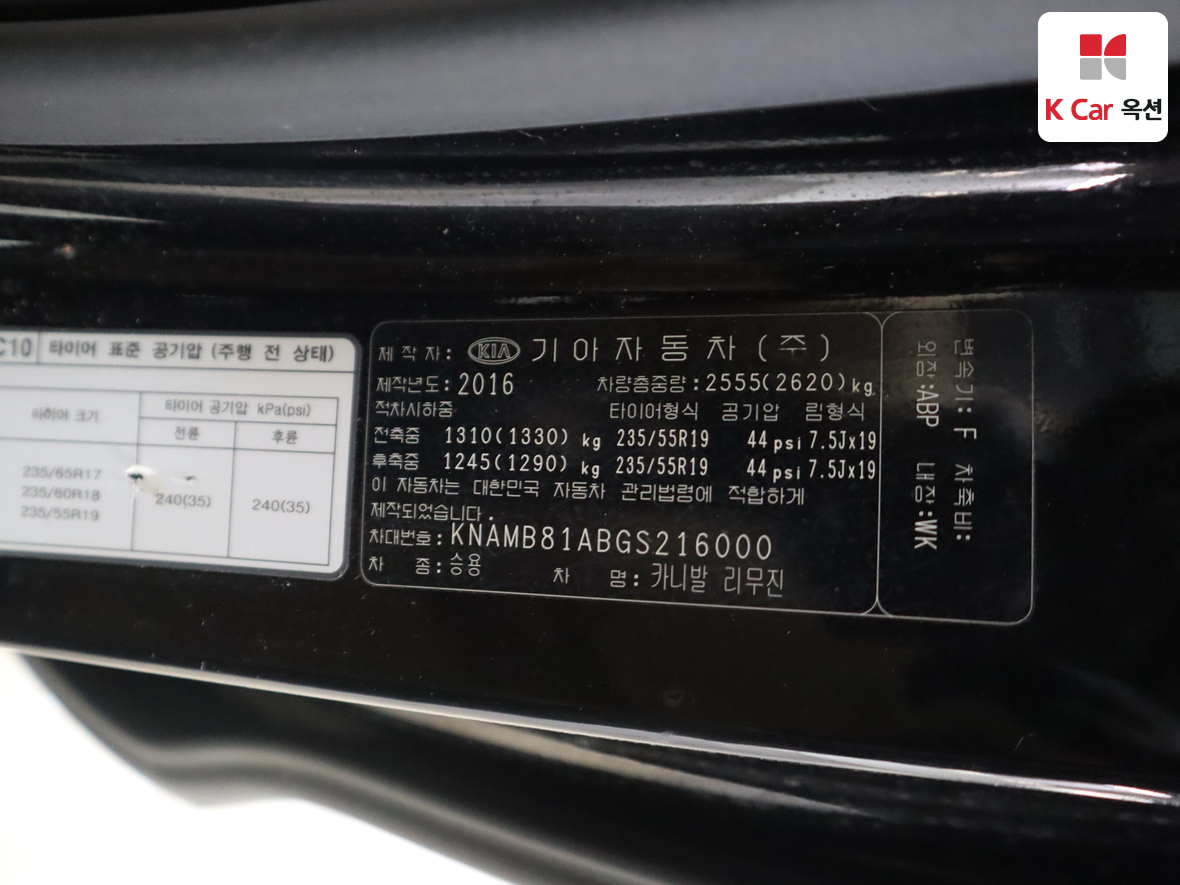 K Car 옥션
C10 타이어 표준 공기압 (주행 전 상태)
타이어 크기 타이어 공기압 kPa(psi)
전륜 후륜
235/65R17
235/60R18
235/55R19
240(35) 240(35)
제 작 자: KIA 기 아 자 동 차 ( 주 )
제작년도: 2016 차량총중량: 2555(2620)kg
적차시하중 타이어형식 공기압 림형식
전축중 1310(1330) kg 235/55R19 44 psi 7.5Jx19
후축중 1245(1290) kg 235/55R19 44 psi 7.5Jx19
이 자동차는 대한민국 자동차 관리법령에 적합하게
제작되었습니다.
차대번호: KNAMB81ABGS216000
차 종: 승용 차 명: 카니발 리무진
변속기: F 차축비:
외장:ABP 내장:WK